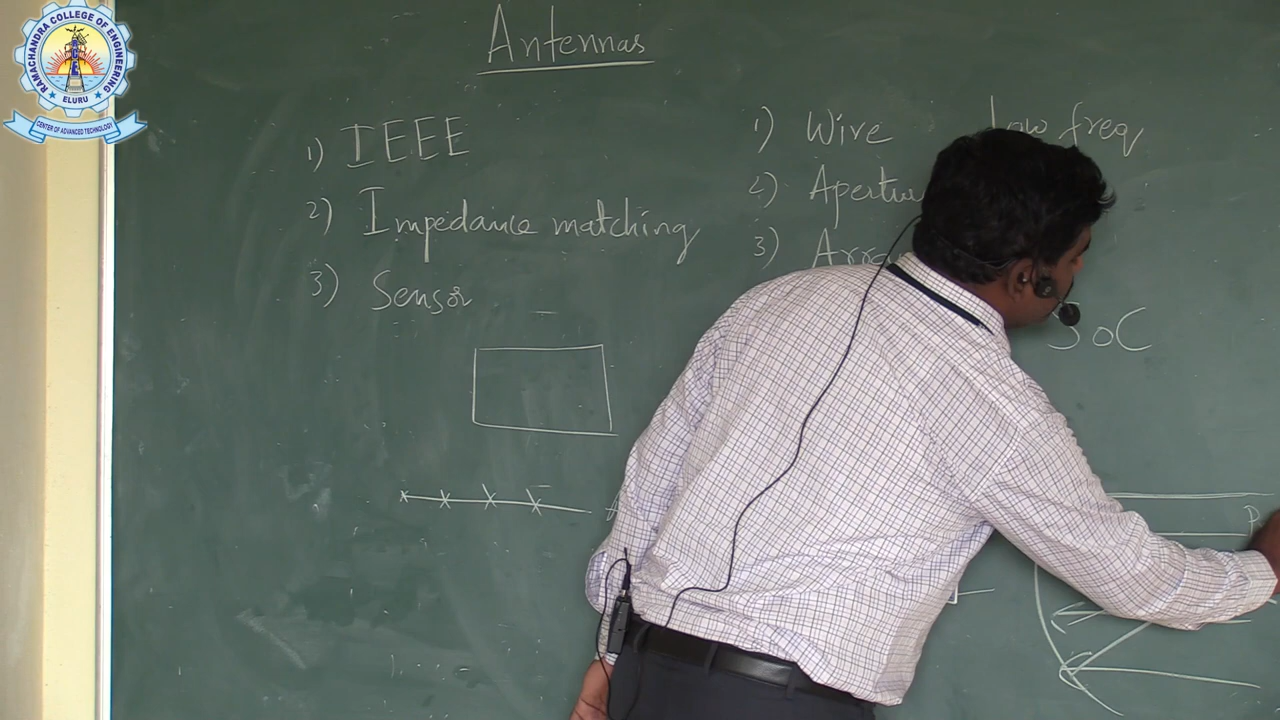 RAMACHANDRA COLLEGE OF ENGINEERING
ELURU
CENTER OF ADVANCED TECHNOLOGY
Antennas
1) IEEE
2) Impedance matching
3) Sensor
1) Wire Low freq
2)
3)
SoC
P